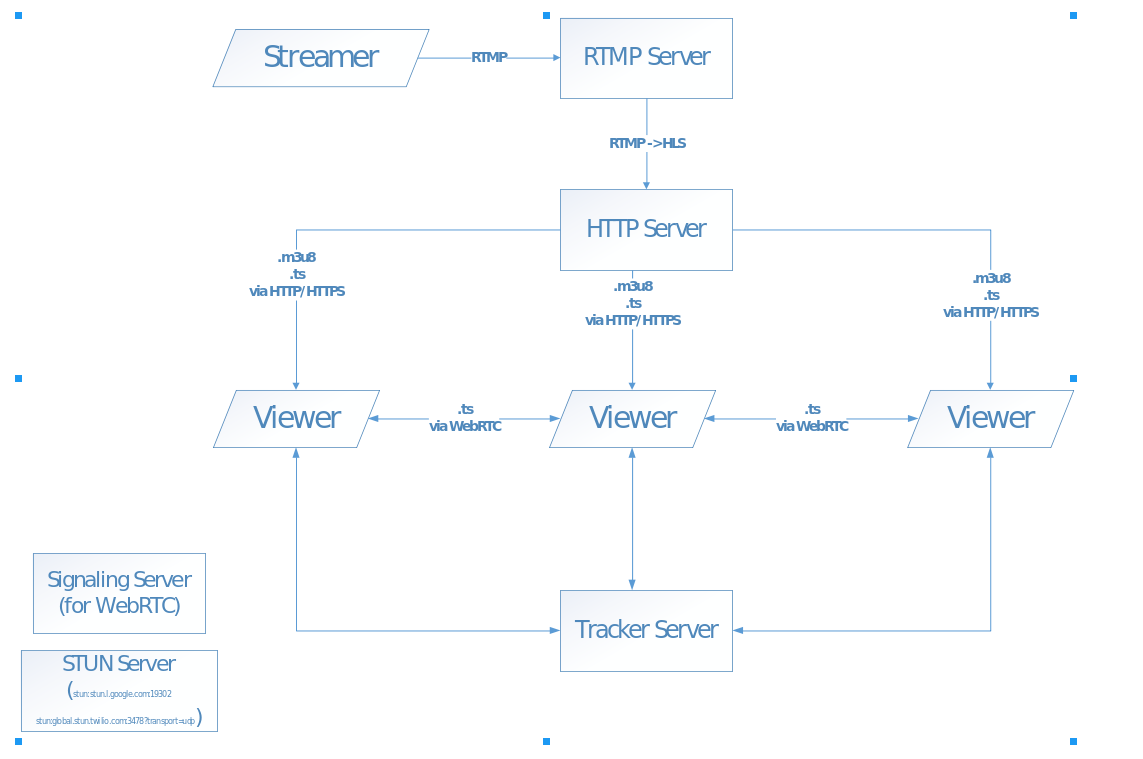 Streamer
RTMP
RTMP Server
RTMP ->HLS
HTTP Server
.m3u8
.ts
via HTTP/HTTPS
.m3u8
.ts
via HTTP/HTTPS
.m3u8
.ts
via HTTP/HTTPS
Viewer
.ts
via WebRTC
Viewer
.ts
via WebRTC
Viewer
Signaling Server
(for WebRTC)
Tracker Server
STUN Server
(stun:stun.l.google.com:19302
stun:global.stun.twilio.com:3478?transport=udp)